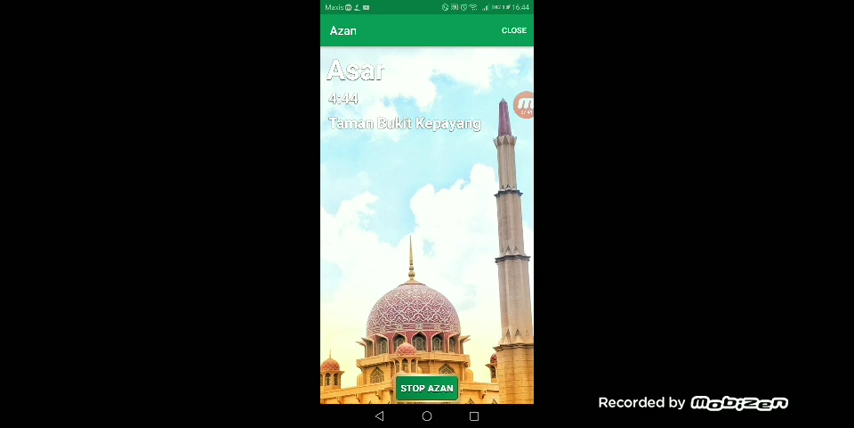 Maxis 16:44
Azan CLOSE
Asar
4:44
Taman Bukit Kepayang
STOP AZAN
Recorded by mobizen